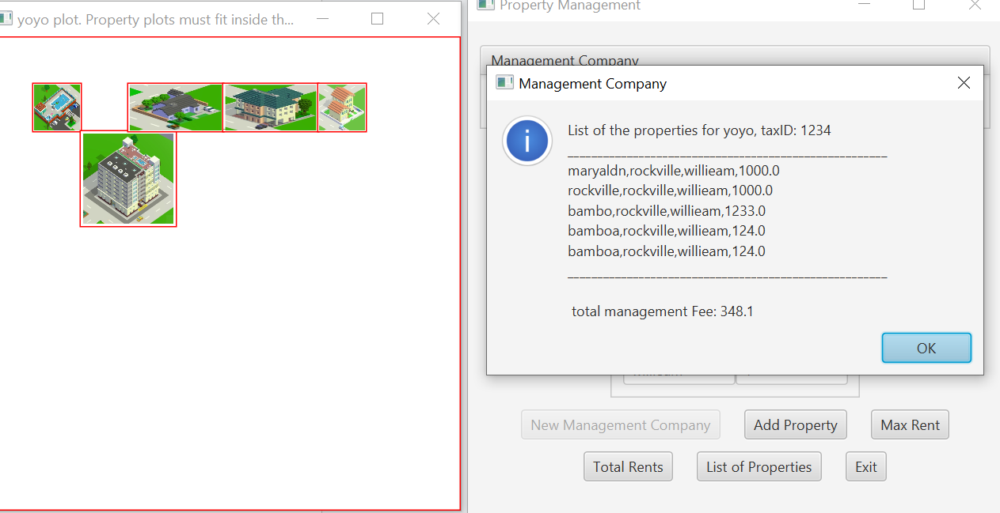 yoyo plot. Property plots must fit inside th...
Property Management
Management Company
Management Company
List of the properties for yoyo, taxID: 1234
______________________________________________________
maryaldn,rockville,willieam,1000.0
rockville,rockville,willieam,1000.0
bambo,rockville,willieam,1233.0
bamboa,rockville,willieam,124.0
bamboa,rockville,willieam,124.0
______________________________________________________
total management Fee: 348.1
OK
New Management Company
Add Property
Max Rent
Total Rents
List of Properties
Exit